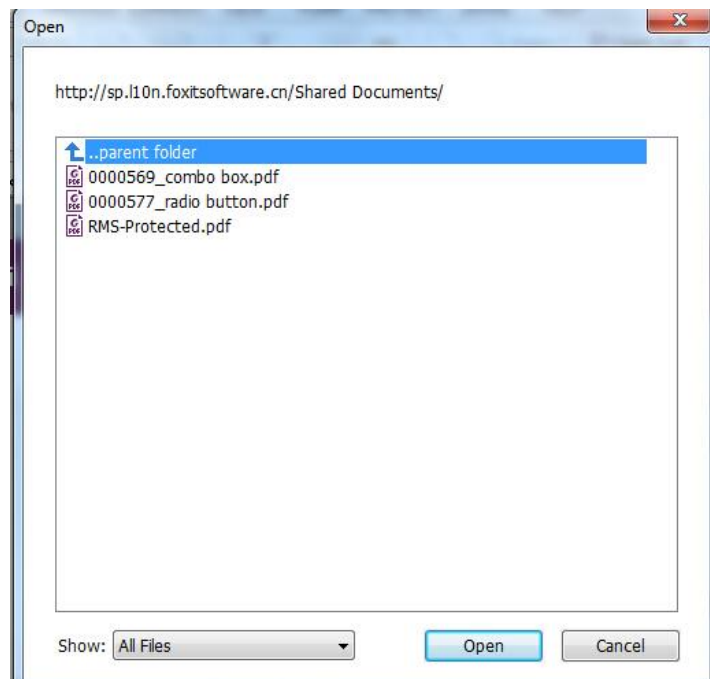 Open
http://sp.l10n.foxitsoftware.cn/Shared Documents/
..parent folder
0000569_combo box.pdf
0000577_radio button.pdf
RMS-Protected.pdf
Show: All Files Open Cancel